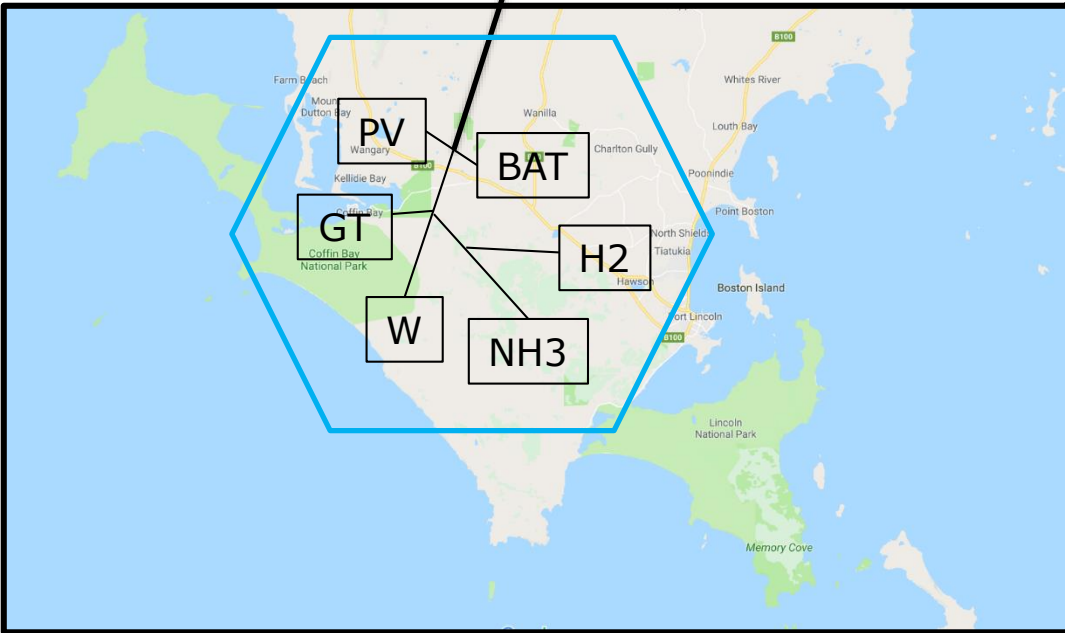 B100
Farm Beach
Whites River
Mount
Dutton Bay
PV
Wanilla
Louth Bay
Wangary
B100
BAT
Charlton Gully
Kellidie Bay
Poonindie
Coffin Bay
GT
Point Boston
North Shields
Tiatukia
Coffin Bay
National Park
H2
Hawson
Boston Island
Port Lincoln
W
B100
NH3
Lincoln
National Park
Memory Cove